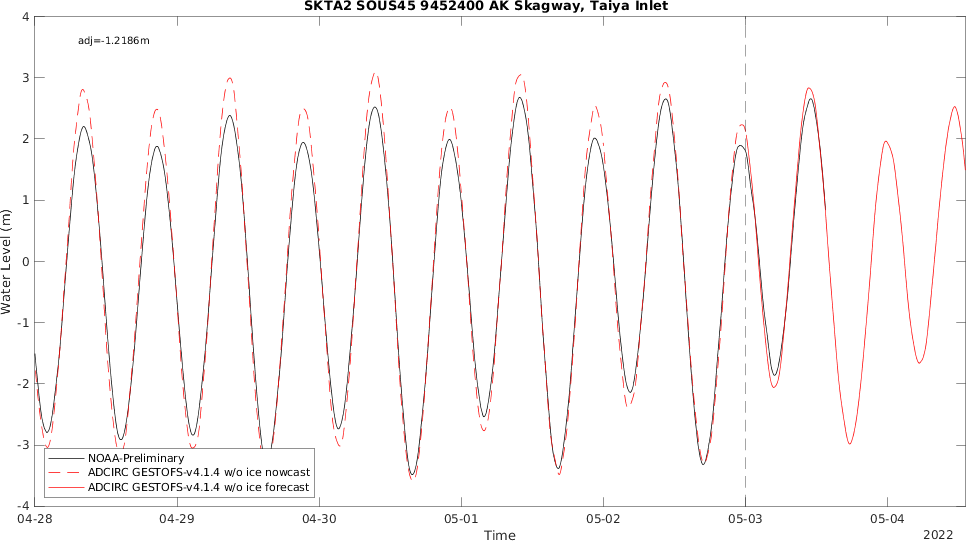 SKTA2 SOUS45 9452400 AK Skagway, Taiya Inlet
adj=-1.2186m
4
3
2
1
0
-1
-2
-3
-4
Water Level (m)
NOAA-Preliminary
ADCIRC GESTOFS-v4.1.4 w/o ice nowcast
ADCIRC GESTOFS-v4.1.4 w/o ice forecast
04-28 04-29 04-30 05-01 05-02 05-03 05-04
Time
2022